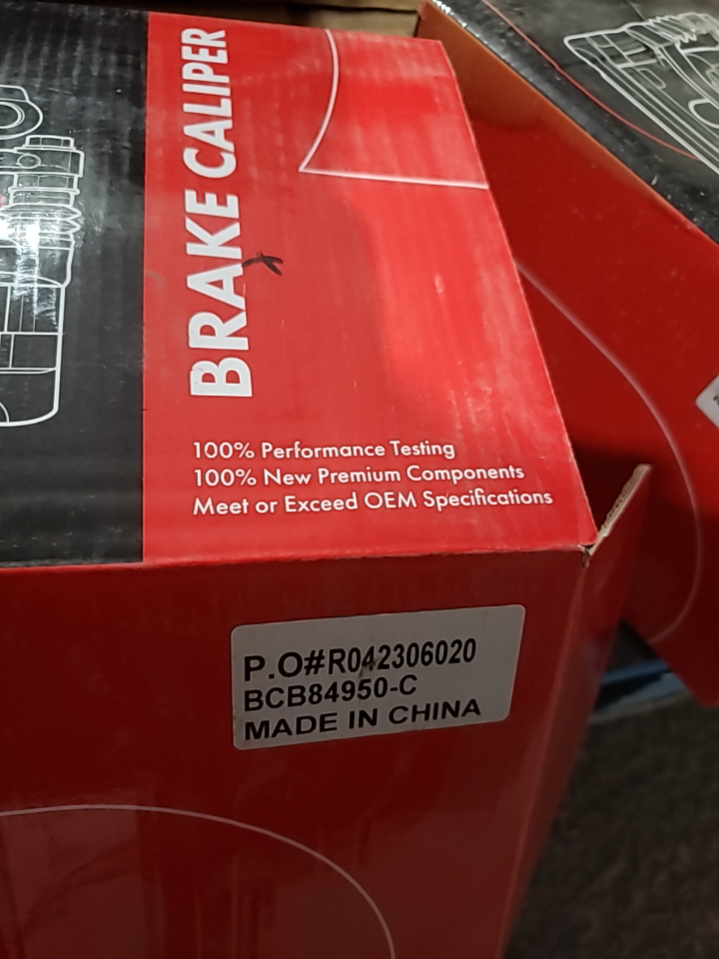 BRAKE CALIPER
100% Performance Testing
100% New Premium Components
Meet or Exceed OEM Specifications
P.O#R042306020
BCB84950-C
MADE IN CHINA